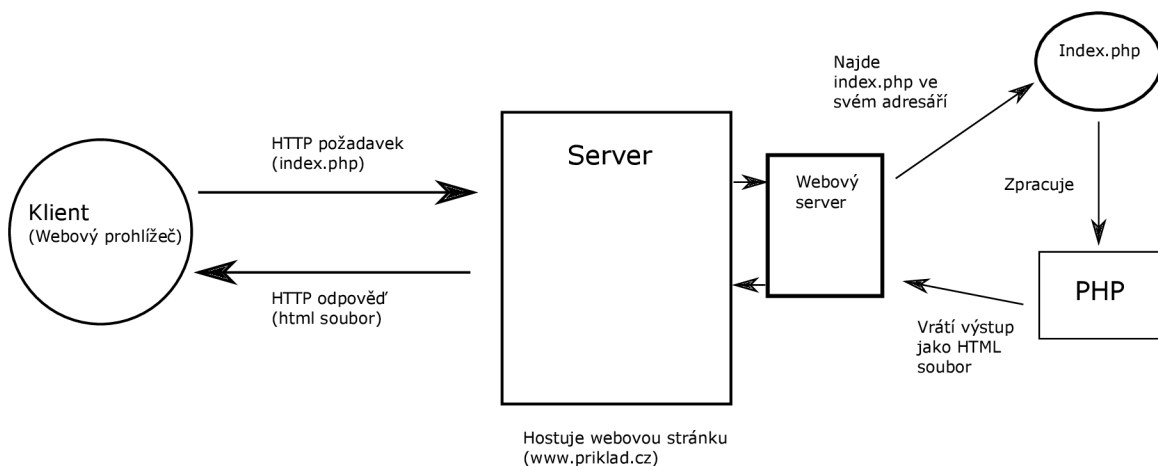 Klient
(Webový prohlížeč)
HTTP požadavek
(index.php)
HTTP odpověď
(html soubor)
Server
Hostuje webovou stránku
(www.priklad.cz)
Webový
server
Najde
index.php ve
svém adresáří
Index.php
Zpracuje
PHP
Vrátí výstup
jako HTML
soubor